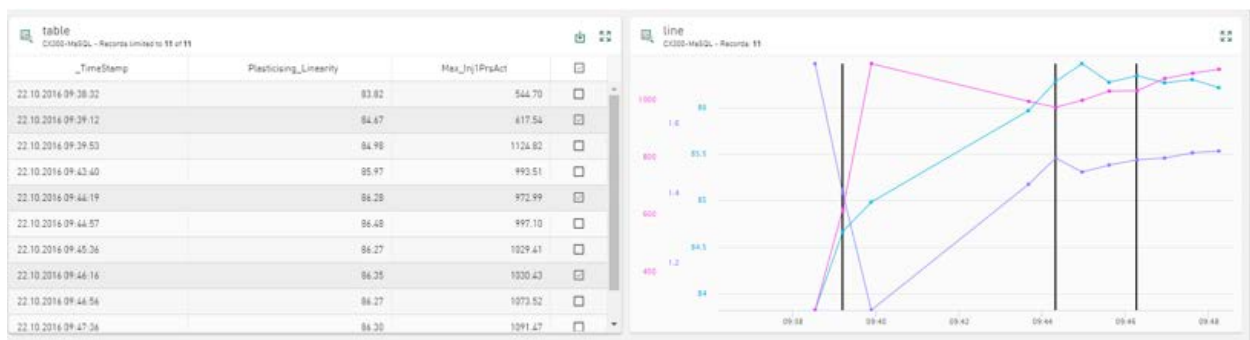 table
CX300-MaSQL - Records limited to 11 of 11
_TimeStamp Plasticising_Linearity Max_Inj1PrsAct
22.10.2016 09:38:32 83.82 544.70
22.10.2016 09:39:12 84.67 617.54
22.10.2016 09:39:53 84.98 1124.82
22.10.2016 09:43:40 85.97 993.51
22.10.2016 09:44:19 86.28 972.99
22.10.2016 09:44:57 86.48 997.10
22.10.2016 09:45:36 86.27 1029.41
22.10.2016 09:46:16 86.35 1030.43
22.10.2016 09:46:56 86.27 1073.52
22.10.2016 09:47:36 86.30 1091.47
line
CX300-MaSQL - Records: 11
1000 86
1.6
800 85.5
1.4 85
600
84.5
1.2
400
84
09:38 09:40 09:42 09:44 09:46 09:48